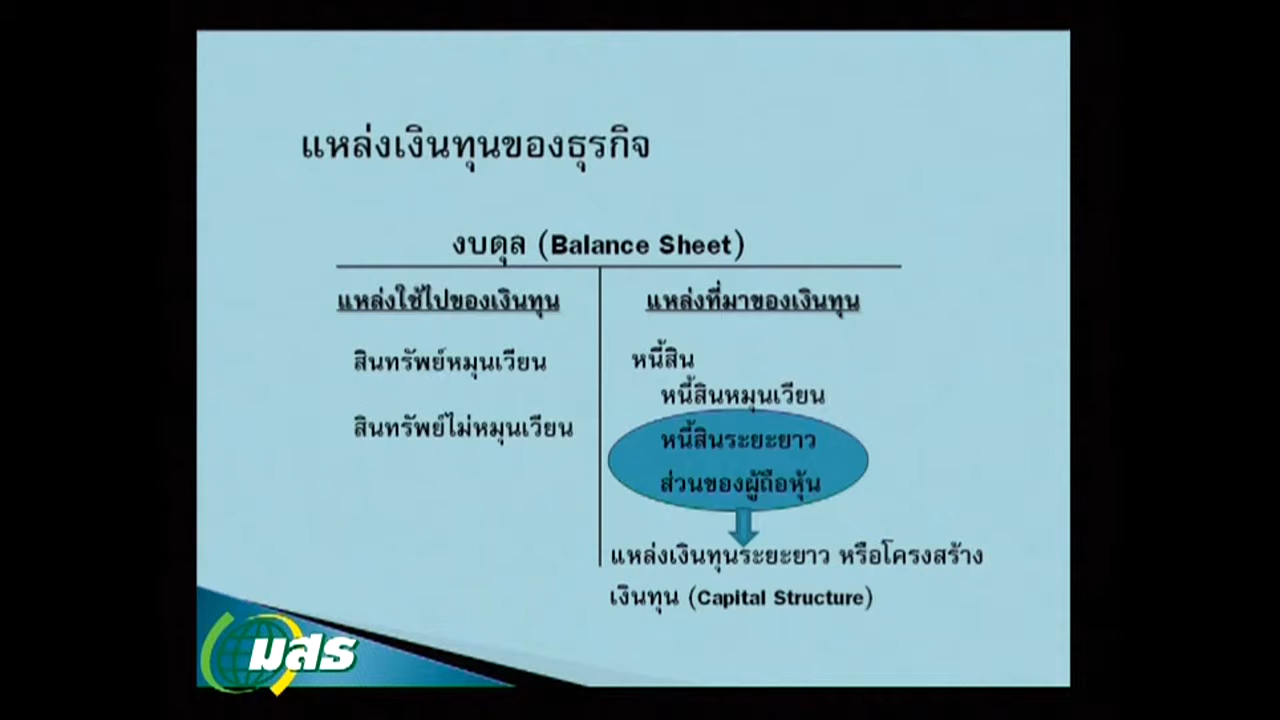 แหล่งเงินทุนของธุรกิจ
งบดุล (Balance Sheet)
แหล่งใช้ไปของเงินทุน
แหล่งที่มาของเงินทุน
สินทรัพย์หมุนเวียน
หนี้สิน
หนี้สินหมุนเวียน
สินทรัพย์ไม่หมุนเวียน
หนี้สินระยะยาว
ส่วนของผู้ถือหุ้น
แหล่งเงินทุนระยะยาว หรือโครงสร้าง
เงินทุน (Capital Structure)
มสธ